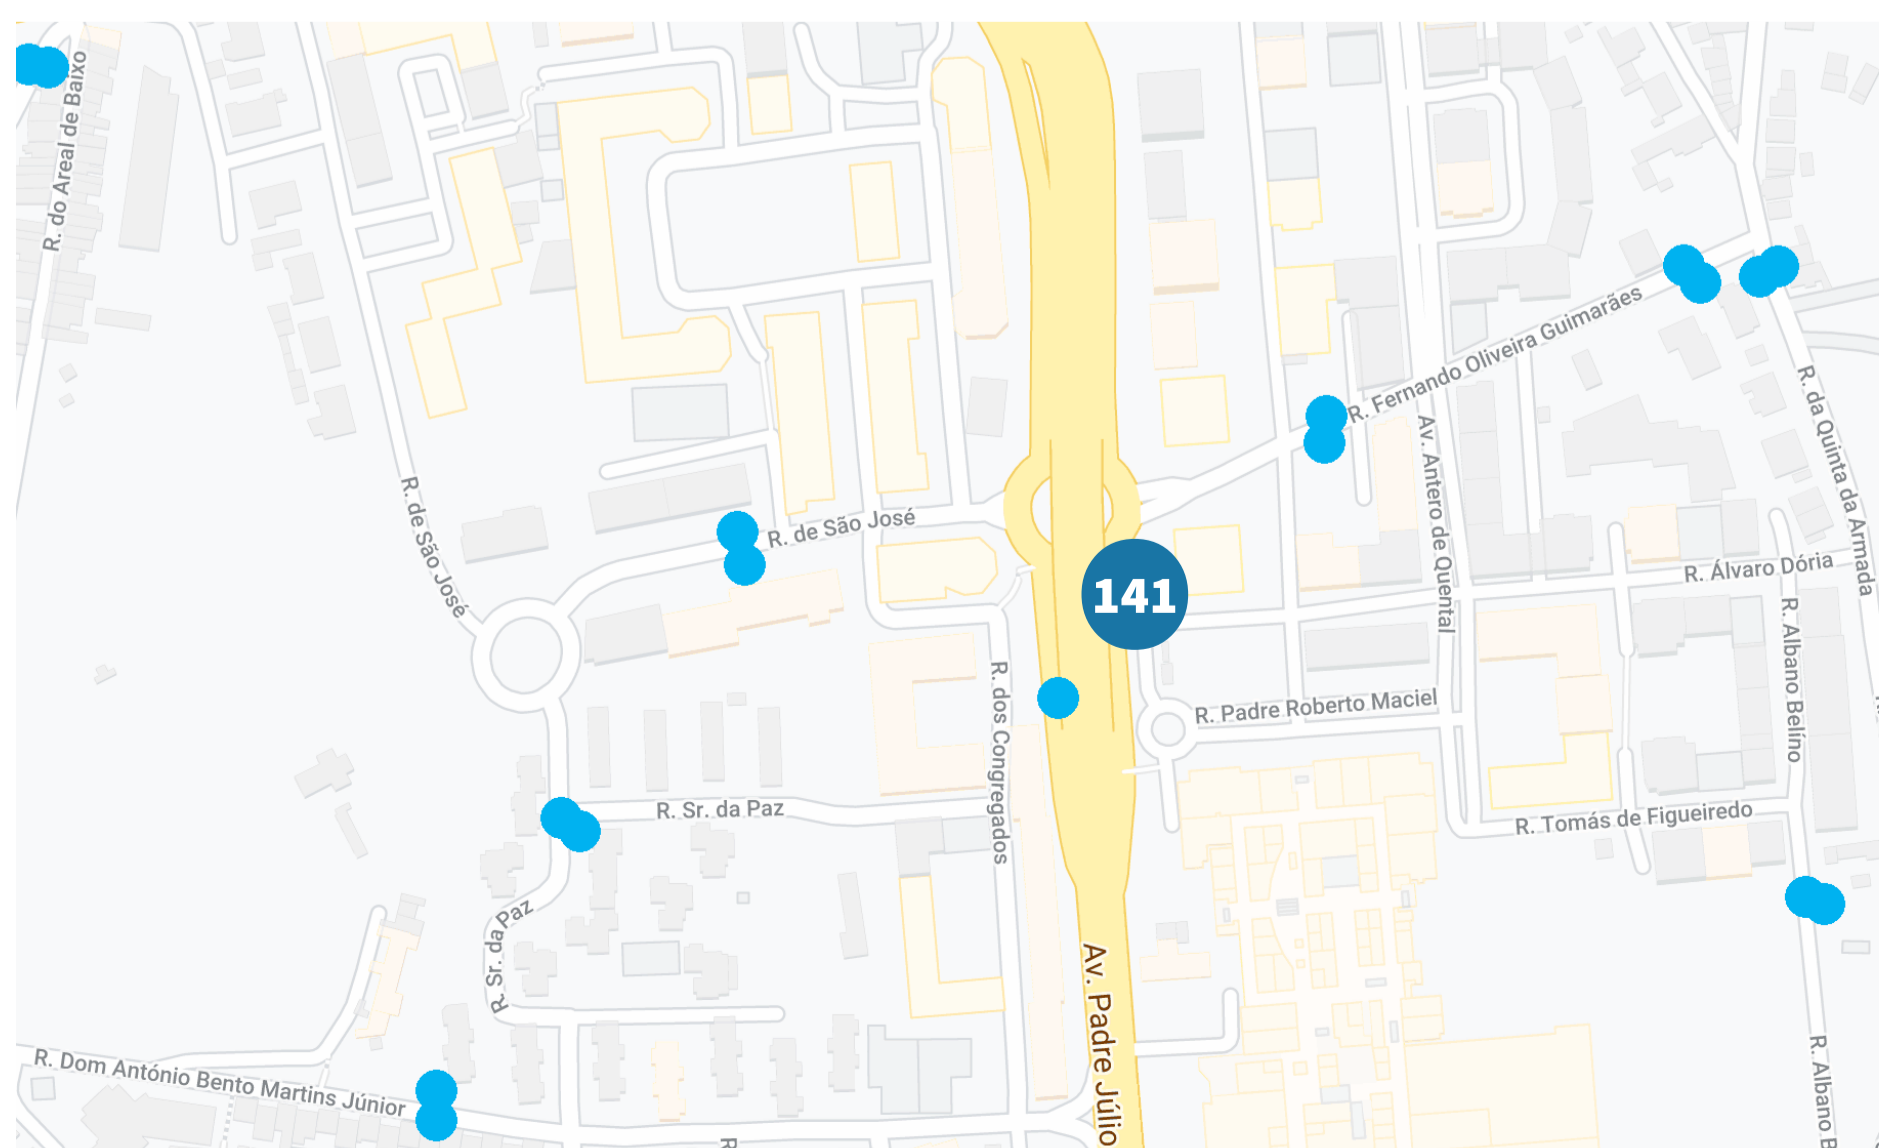 R. do Areal de Baixo
R. Fernando Oliveira Guimarães
R. da Quinta da Armada
R. de São José
R. de São José
Av. Antero de Quental
141
R. Álvaro Dória
R. Albano Belíno
R. dos Congregados
R. Padre Roberto Maciel
R. Sr. da Paz
R. Tomás de Figueiredo
R. Sr. da Paz
Av. Padre Júlio
R. Dom António Bento Martins Júnior
R. Albano B
R